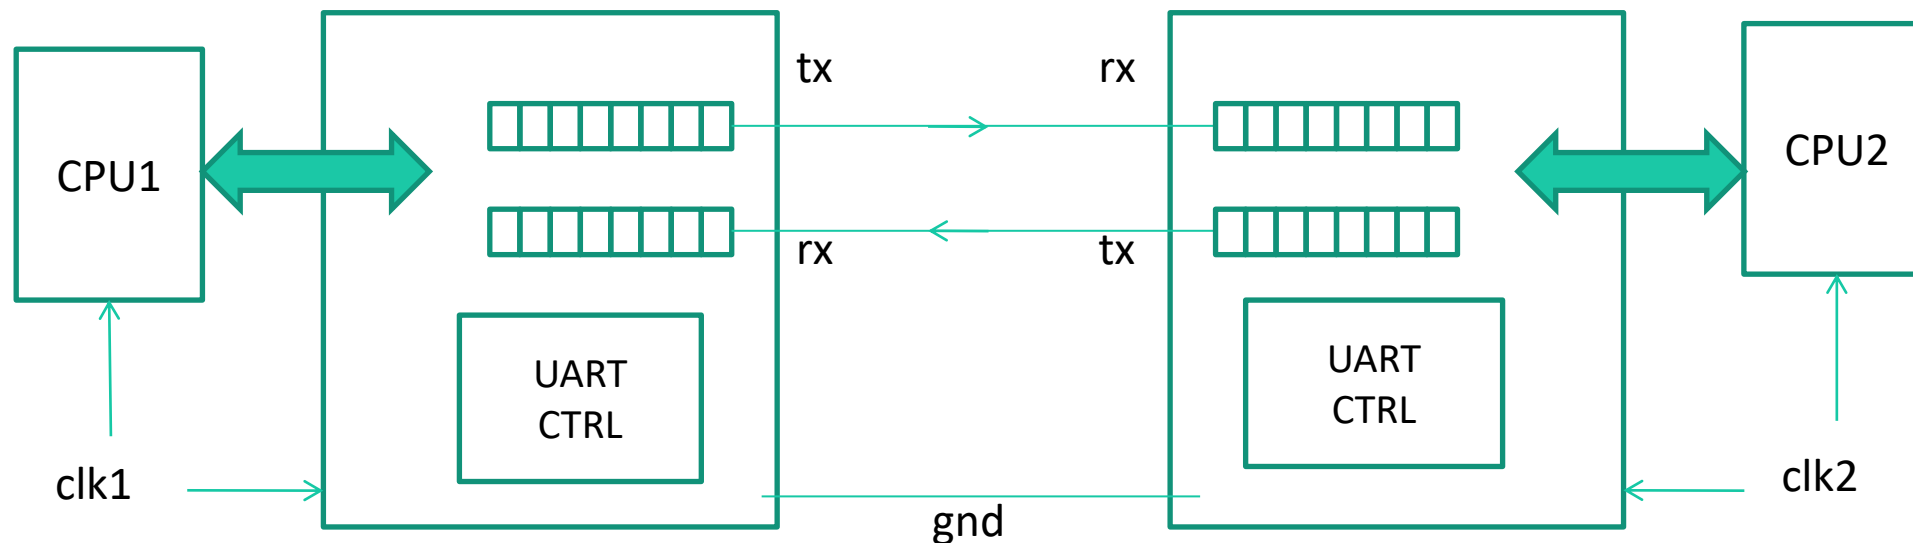 tx
rx
CPU1
CPU2
rx
tx
UART
CTRL
UART
CTRL
clk1
clk2
gnd